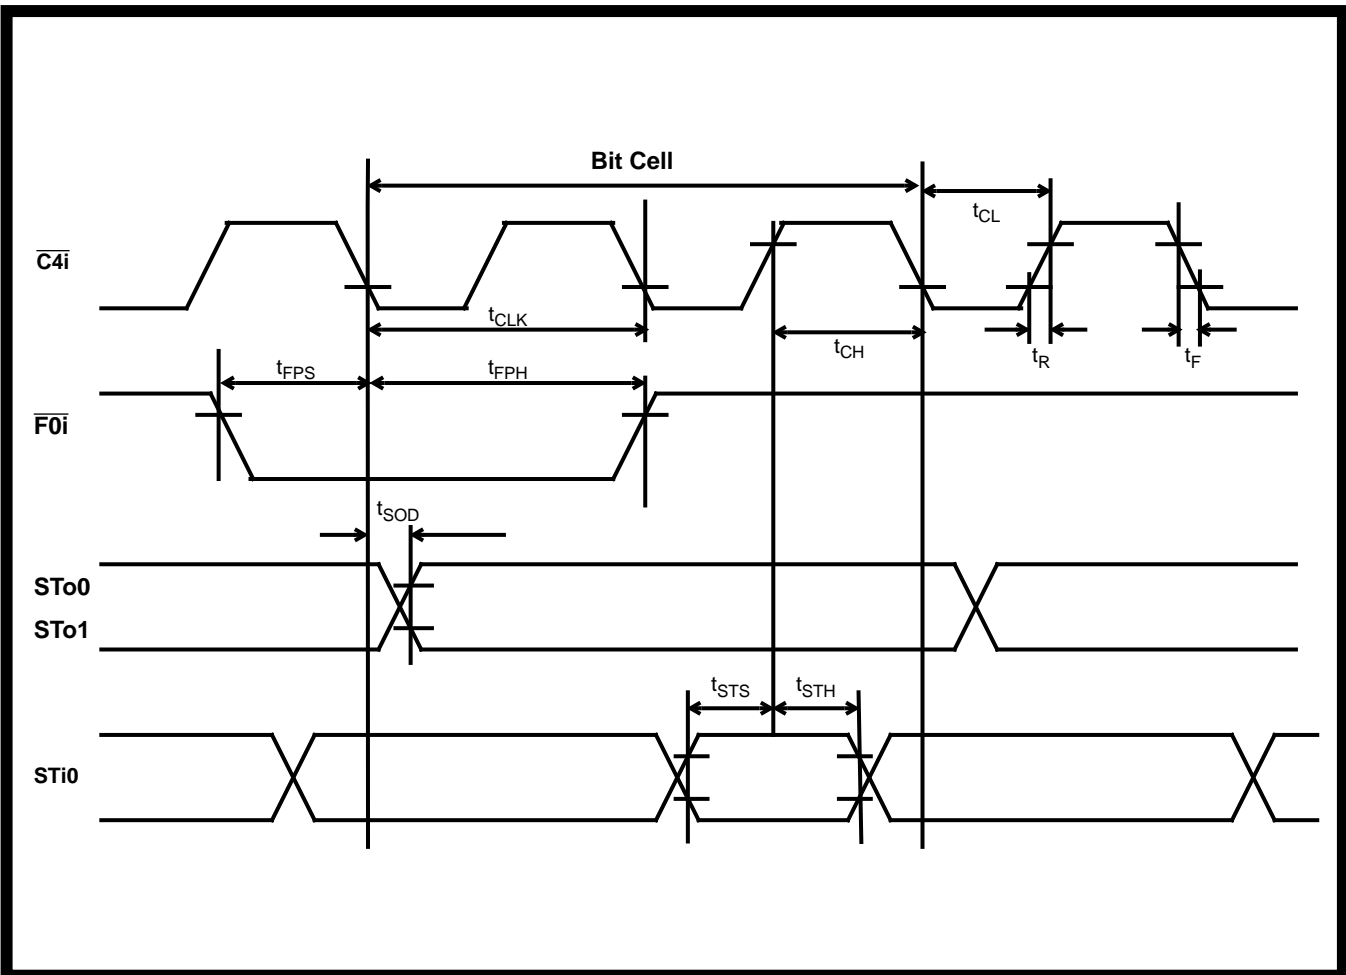 Bit Cell
tCL
C4i
tCLK
tCH
tR
tF
tFPS
tFPH
F0i
tSOD
STo0
STo1
tSTS
tSTH
STi0